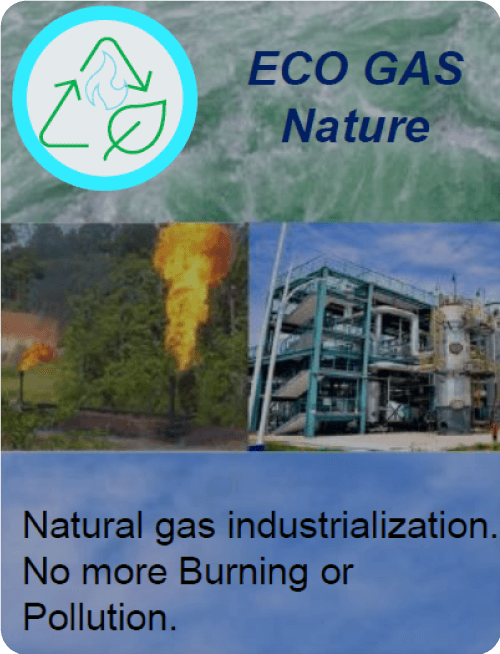 ECO GAS
Nature
Natural gas industrialization.
No more Burning or
Pollution.